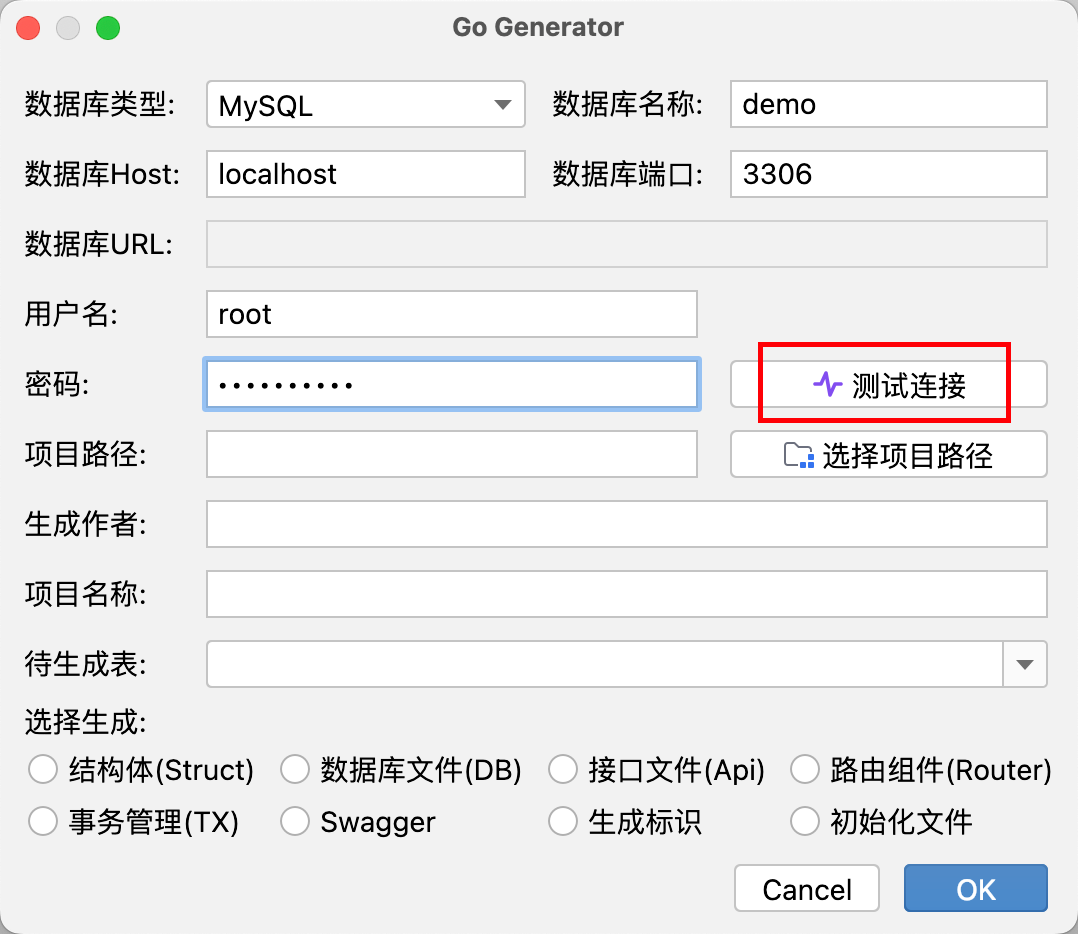 Go Generator
数据库类型: MySQL 数据库名称: demo
数据库Host: localhost 数据库端口: 3306
数据库URL:
用户名: root
密码: •••••••••• 测试连接
项目路径: 选择项目路径
生成作者:
项目名称:
待生成表:
选择生成:
结构体(Struct) 数据库文件(DB) 接口文件(Api) 路由组件(Router)
事务管理(TX) Swagger 生成标识 初始化文件
Cancel OK